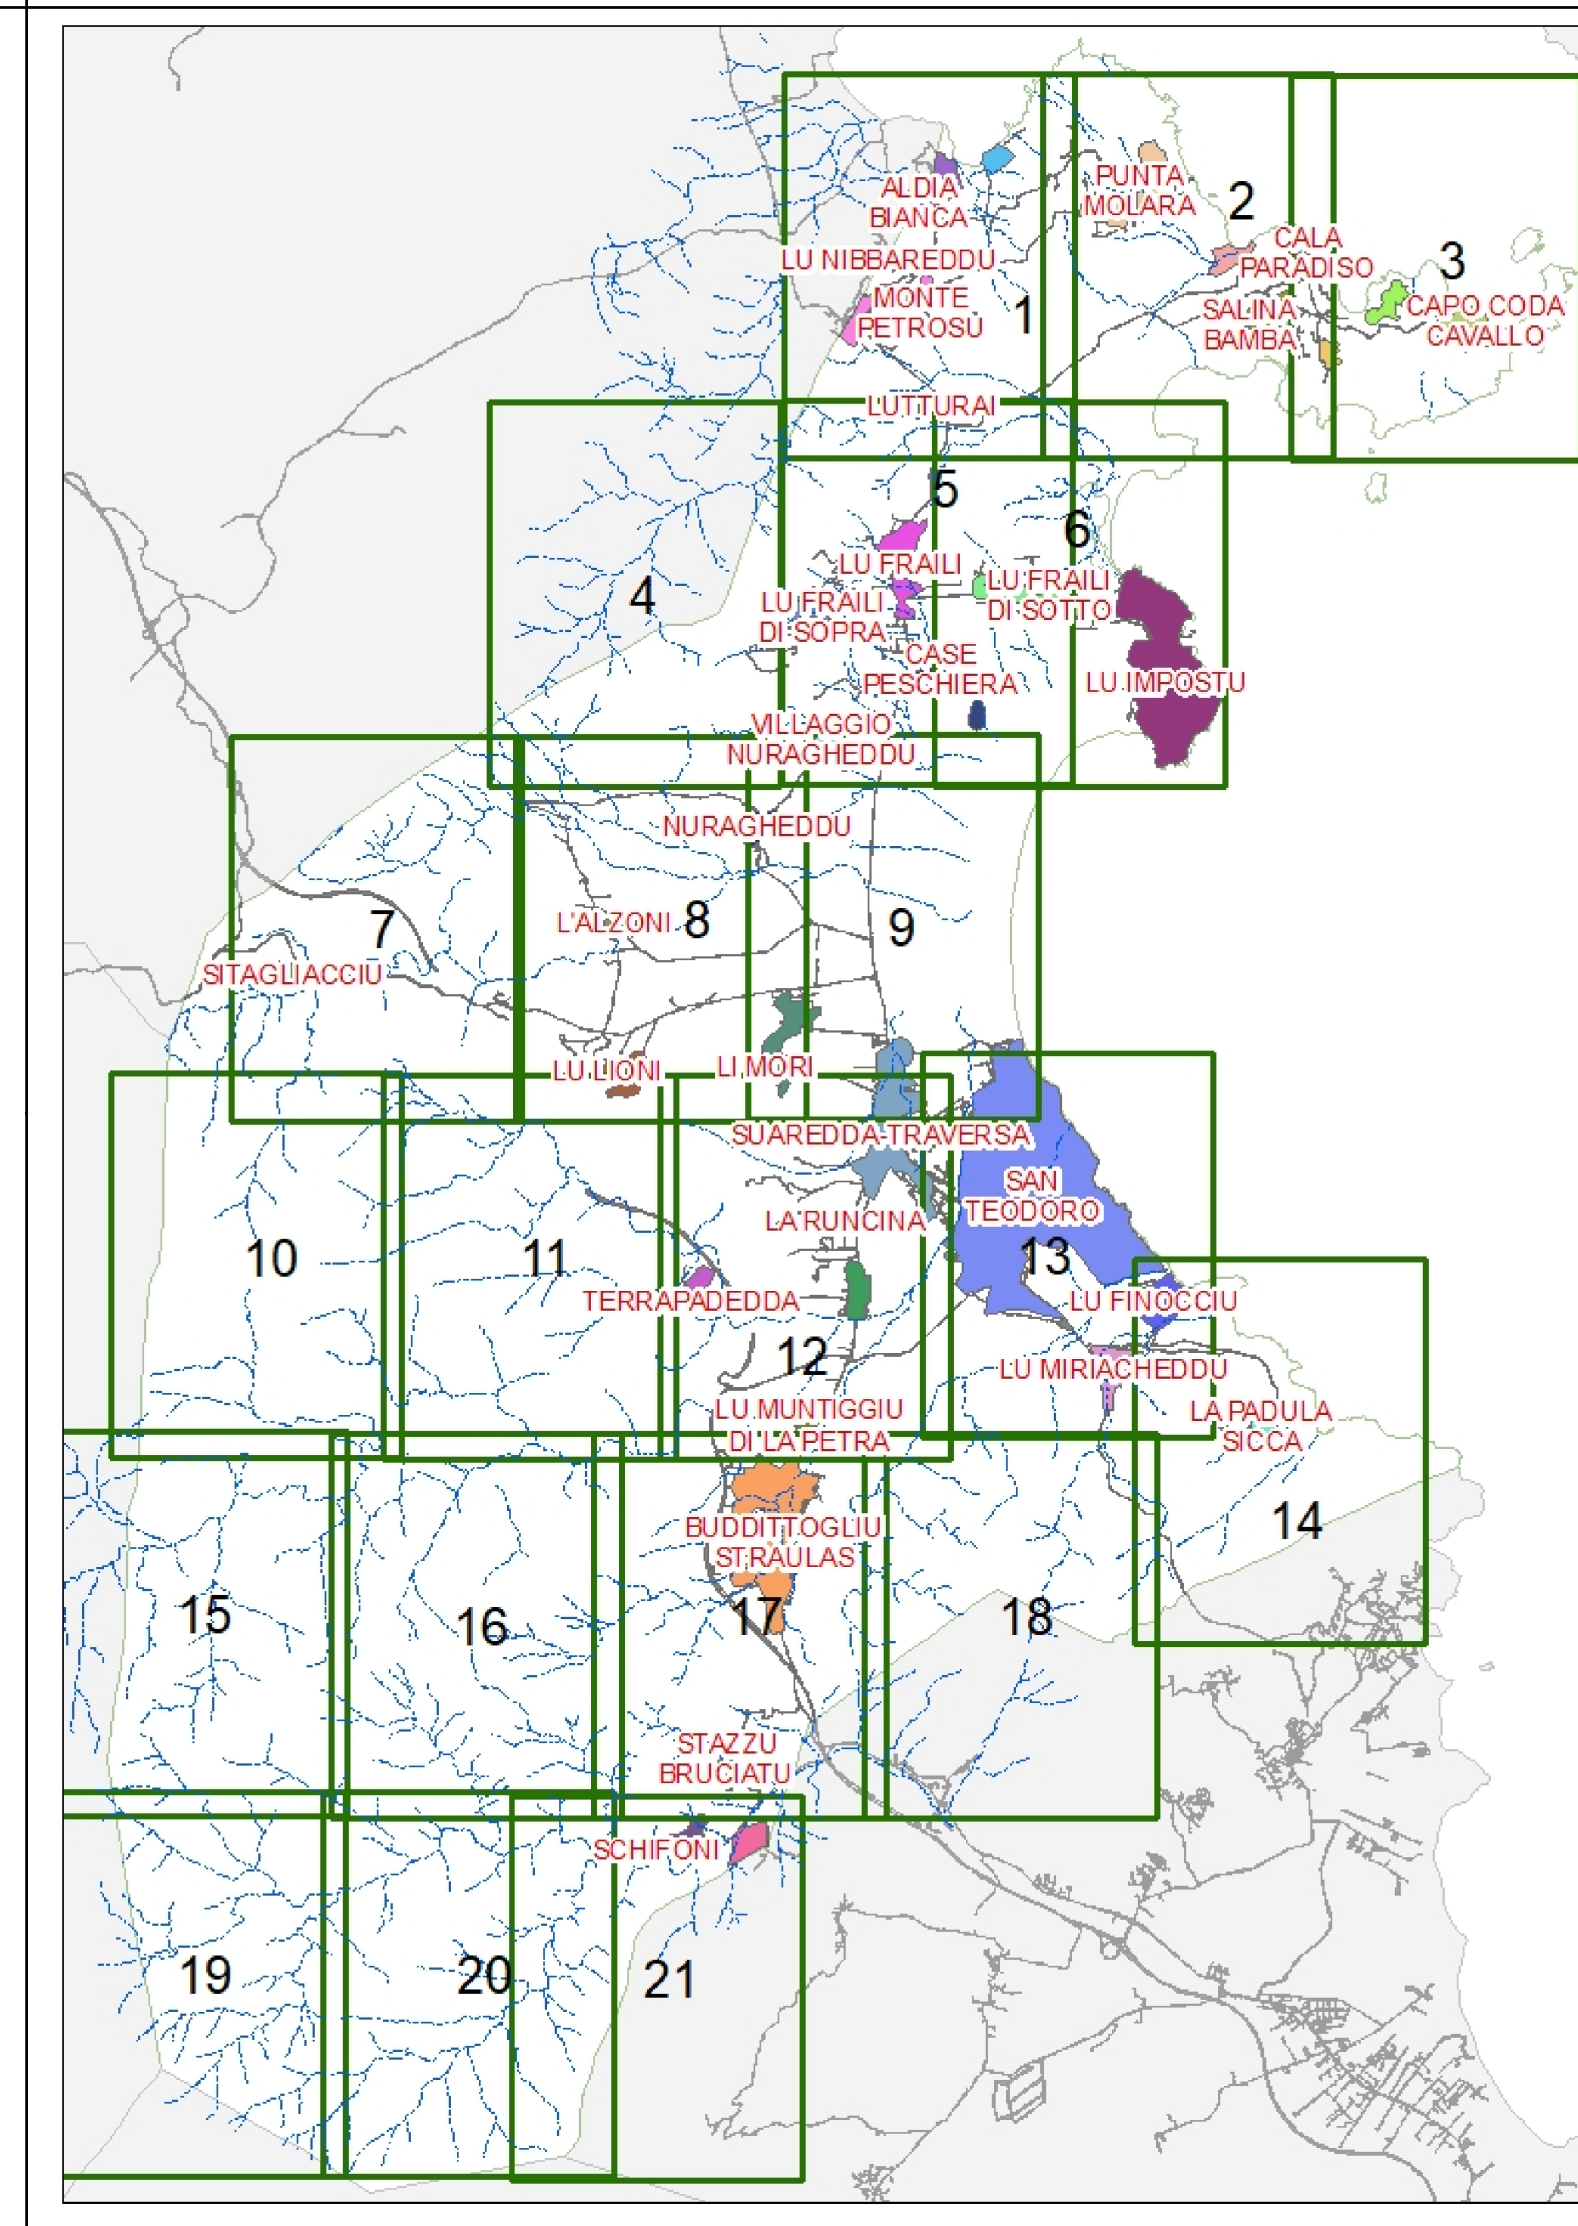 ALDIA
BIANCA
PUNTA
MOLARA
2
CALA
PARADISO
3
LU NIBBAREDDU
MONTE
PETROSU
1
SALINA
BAMBA
CAPO CODA
CAVALLO
LUTTURAI
5
6
4
LU FRAILI
LU FRAILI
DI SOPRA
LU FRAILI
DI SOTTO
CASE
PESCHIERA
LU IMPOSTU
VILLAGGIO
NURAGHEDDU
NURAGHEDDU
7
L'ALZONI
8
9
SITAGLIACCIU
LU LIONI
LI MORI
SUAREDDA-TRAVERSA
SAN
TEODORO
LA RUNCINA
10
11
13
TERRAPADEDDA
LU FINOCCIU
12
LU MIRIACHEDDU
LU MUNTIGGIU
DI LA PETRA
LA PADULA
SICCA
14
BUDDITTOGLIU
STRAULAS
15
16
17
18
STAZZU
BRUCIATU
SCHIFONI
19
20
21